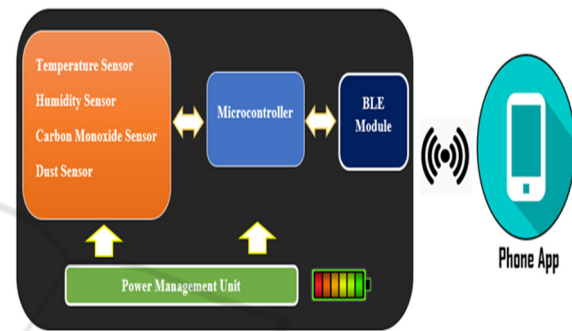 Temperature Sensor
Humidity Sensor
Carbon Monoxide Sensor
Dust Sensor
Microcontroller
BLE
Module
Power Management Unit
Phone App